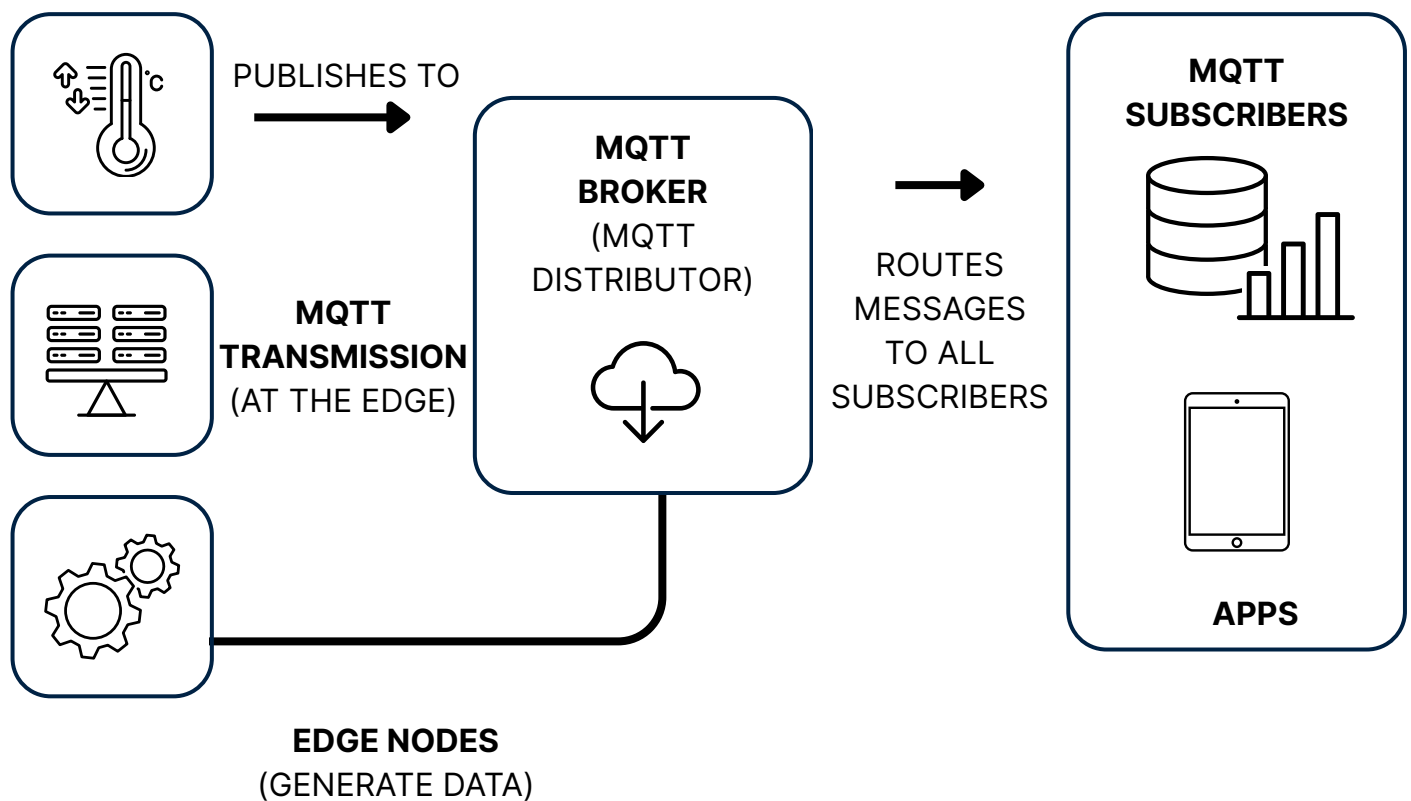 °C
PUBLISHES TO
MQTT
TRANSMISSION
(AT THE EDGE)
MQTT
BROKER
(MQTT
DISTRIBUTOR)
ROUTES
MESSAGES
TO ALL
SUBSCRIBERS
MQTT
SUBSCRIBERS
APPS
EDGE NODES
(GENERATE DATA)